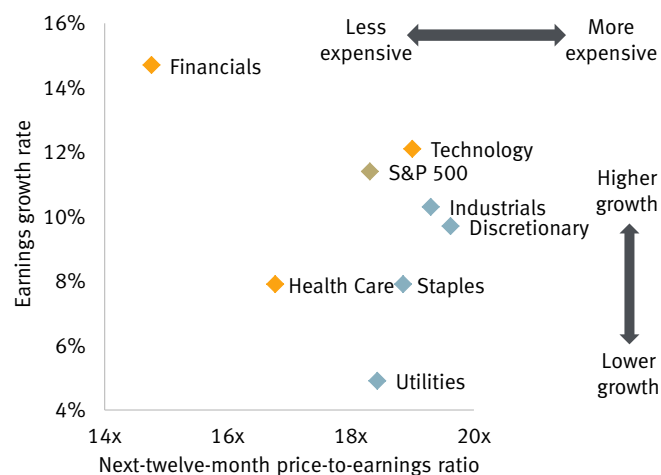 16%
14%
12%
10%
8%
6%
4%
Earnings growth rate
Less
expensive
More
expensive
Financials
Technology
S&P 500
Industrials
Discretionary
Health Care
Staples
Utilities
Higher
growth
Lower
growth
14x
16x
18x
20x
Next-twelve-month price-to-earnings ratio